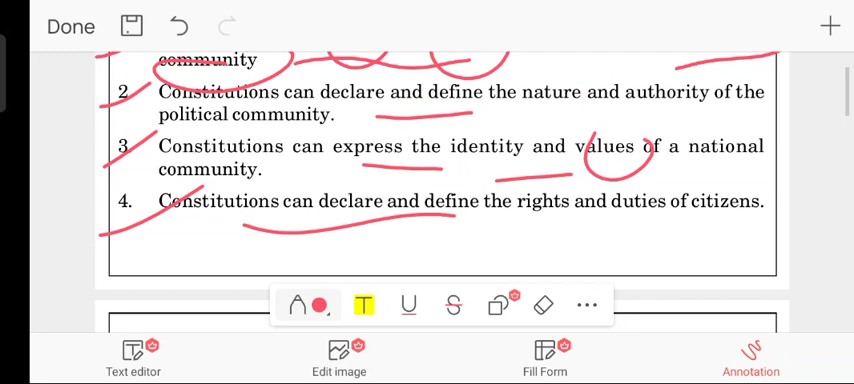 Done
community
2 Constitutions can declare and define the nature and authority of the
political community.
3 Constitutions can express the identity and values of a national
community.
4. Constitutions can declare and define the rights and duties of citizens.
T U S
Text editor Edit image Fill Form Annotation